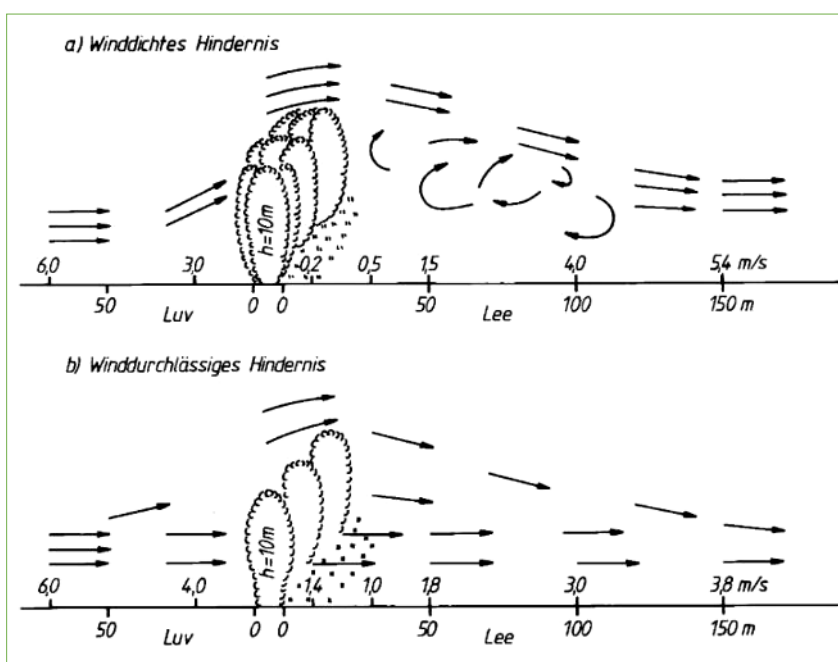 a) Winddichtes Hindernis
h=10m
6,0 3,0 0,2 0,5 1,5 4,0 5,4 m/s
50 Luv 0 0 50 Lee 100 150 m
b) Winddurchlässiges Hindernis
h=10m
6,0 4,0 1,4 1,0 1,8 3,0 3,8 m/s
50 Luv 0 0 50 Lee 100 150 m